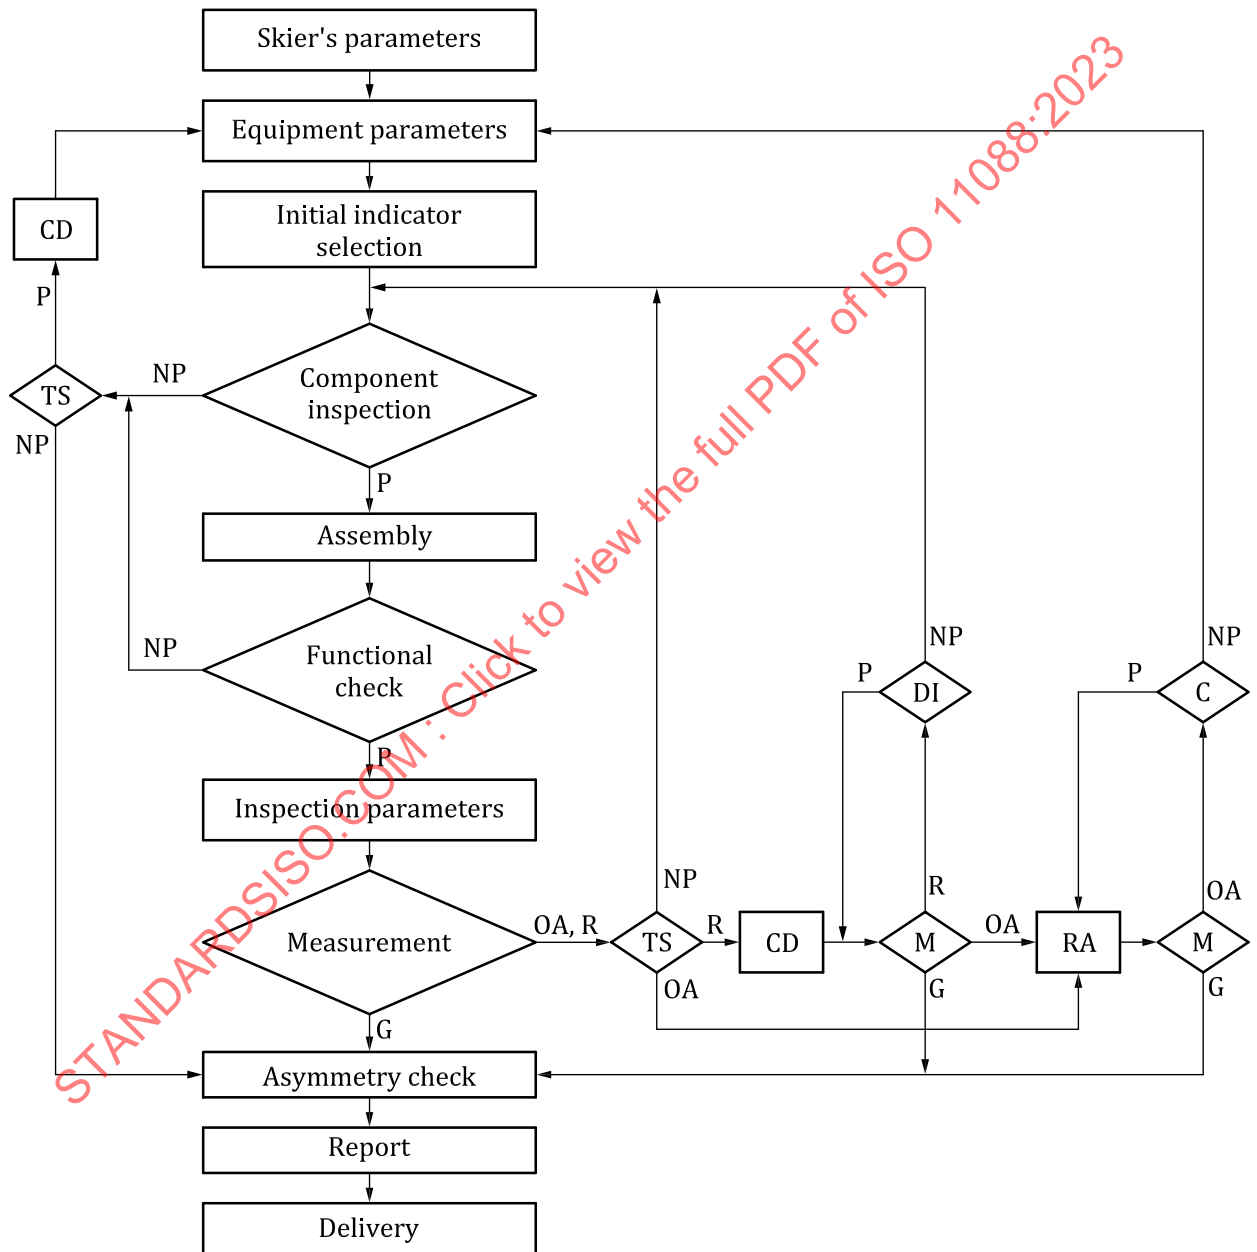 Skier's parameters
Equipment parameters
Initial indicator
selection
CD
P
TS
NP
NP
Component
inspection
P
Assembly
NP
Functional
check
P
Inspection parameters
Measurement
OA, R
G
NP
TS
R
OA
CD
P
DI
NP
R
M
OA
G
P
C
NP
RA
OA
M
G
Asymmetry check
Report
Delivery
STANDARDSISO.COM : Click to view the full PDF of ISO 11088:2023